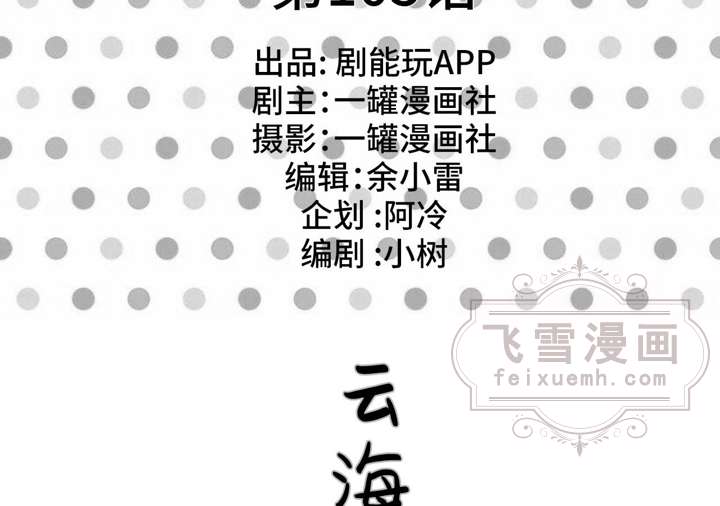 出品: 剧能玩APP
剧主:一罐漫画社
摄影:一罐漫画社
编辑:余小雷
企划 :阿冷
编剧 :小树
飞雪漫画
feixuemh.com
云
海